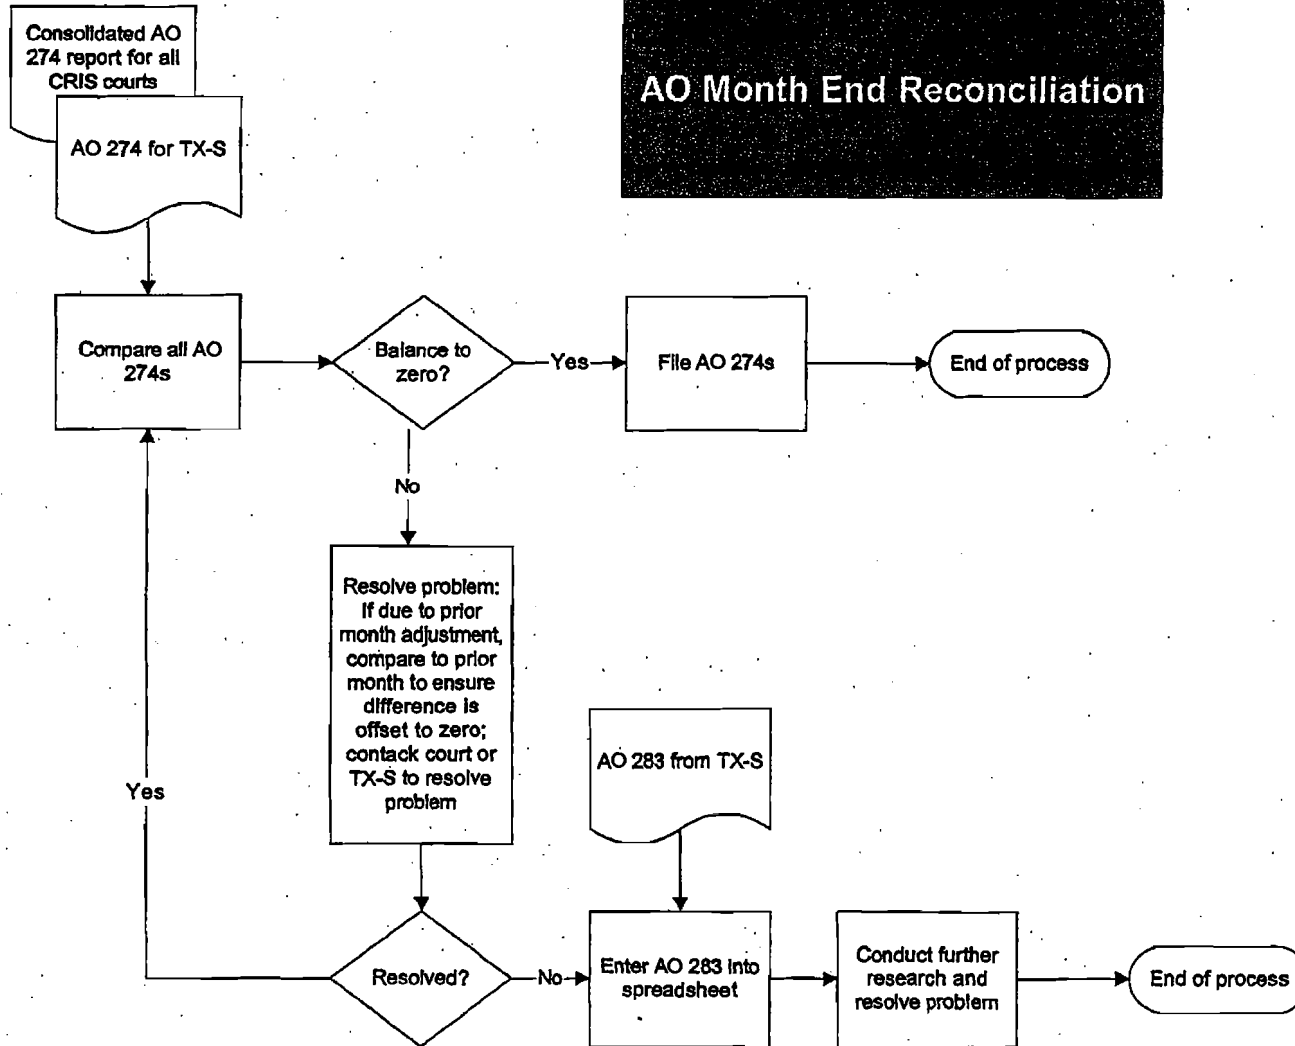 Consolidated AO
274 report for all
CRIS courts
AO 274 for TX-S
AO Month End Reconciliation
Compare all AO
274s
Balance to
zero?
Yes
File AO 274s
End of process
No
Resolve problem:
If due to prior
month adjustment,
compare to prior
month to ensure
difference is
offset to zero;
contack court or
TX-S to resolve
problem
AO 283 from TX-S
Yes
Resolved?
No
Enter AO 283 into
spreadsheet
Conduct further
research and
resolve problem
End of process